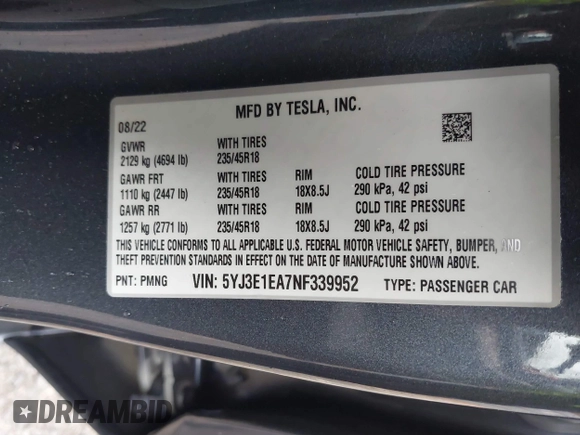 MFD BY TESLA, INC.
08/22
GVWR WITH TIRES
2129 kg (4694 lb) 235/45R18
GAWR FRT WITH TIRES RIM COLD TIRE PRESSURE
1110 kg (2447 lb) 235/45R18 18X8.5J 290 kPa, 42 psi
GAWR RR WITH TIRES RIM COLD TIRE PRESSURE
1257 kg (2771 lb) 235/45R18 18X8.5J 290 kPa, 42 psi
THIS VEHICLE CONFORMS TO ALL APPLICABLE U.S. FEDERAL MOTOR VEHICLE SAFETY, BUMPER, AND
THEFT PREVENTION STANDARDS IN EFFECT ON THE DATE OF MANUFACTURE SHOWN ABOVE.
PNT: PMNG VIN: 5YJ3E1EA7NF339952 TYPE: PASSENGER CAR
DREAMBID